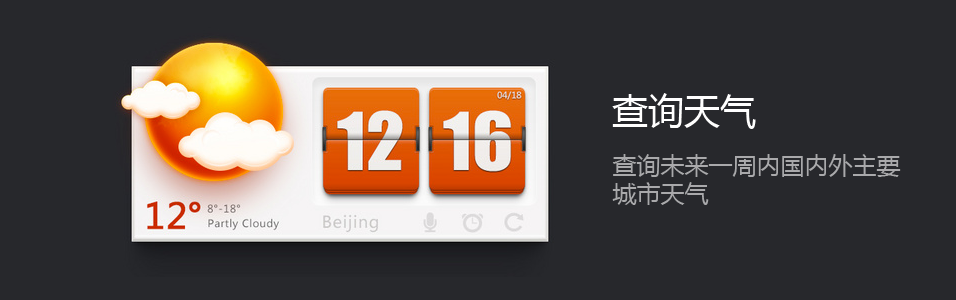 04/18
12 16
12°
8°-18°
Partly Cloudy
Beijing
查询天气
查询未来一周内国内外主要
城市天气